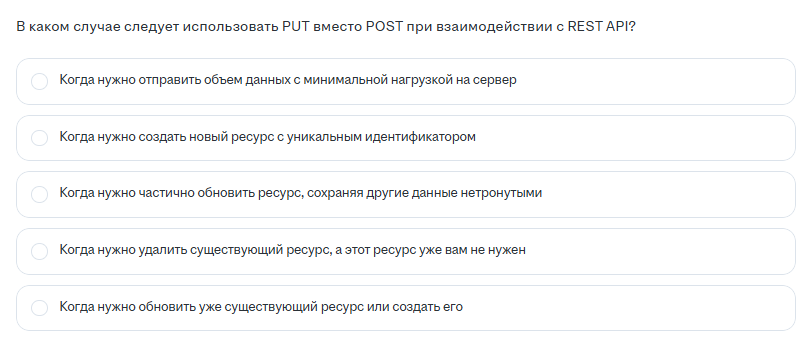 В каком случае следует использовать PUT вместо POST при взаимодействии с REST API?
Когда нужно отправить объем данных с минимальной нагрузкой на сервер
Когда нужно создать новый ресурс с уникальным идентификатором
Когда нужно частично обновить ресурс, сохраняя другие данные нетронутыми
Когда нужно удалить существующий ресурс, а этот ресурс уже вам не нужен
Когда нужно обновить уже существующий ресурс или создать его